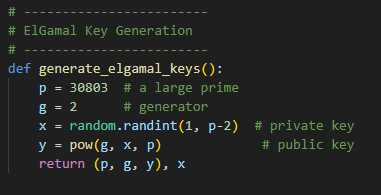 # ------------------------
# ElGamal Key Generation
# ------------------------
def generate_elgamal_keys():
    p = 30803  # a large prime
    g = 2      # generator
    x = random.randint(1, p-2)  # private key
    y = pow(g, x, p)            # public key
    return (p, g, y), x